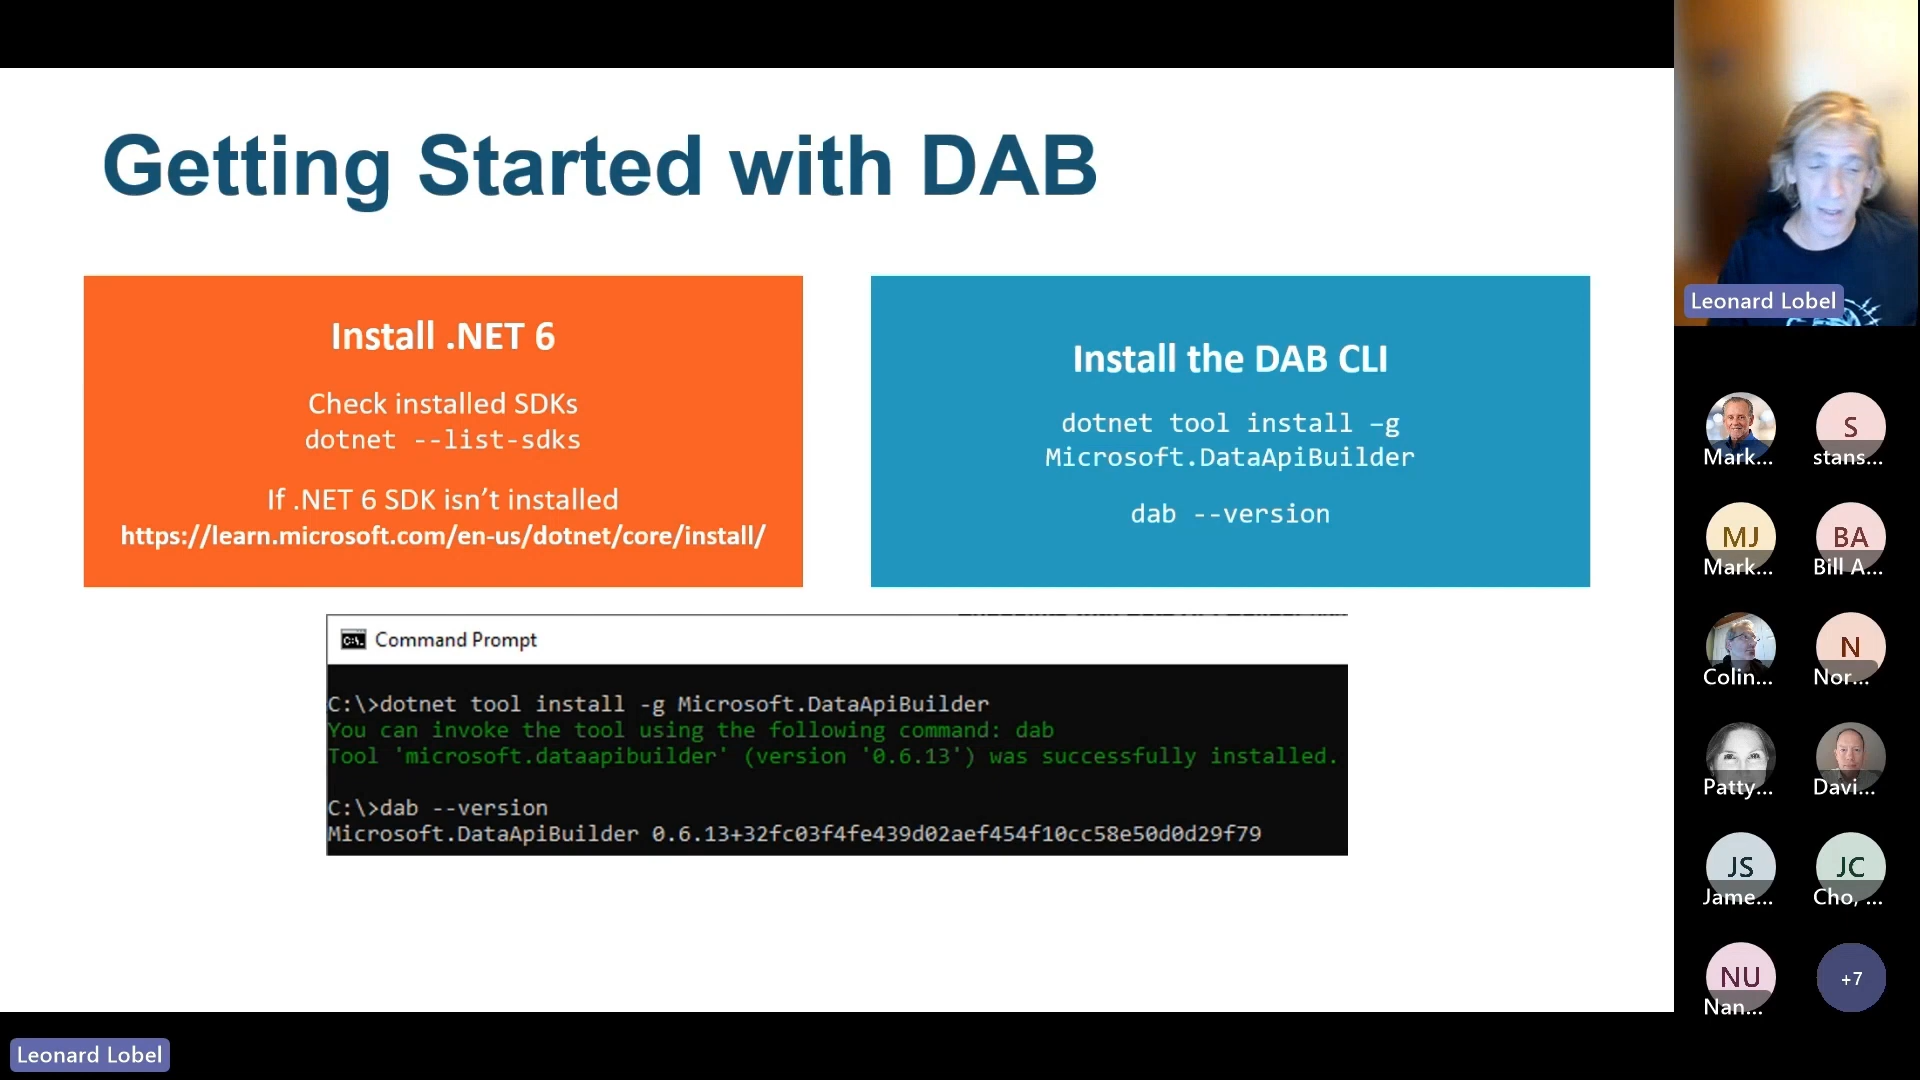 Getting Started with DAB
Install .NET 6
Check installed SDKs
dotnet --list-sdks
If .NET 6 SDK isn’t installed
https://learn.microsoft.com/en-us/dotnet/core/install/
Install the DAB CLI
dotnet tool install –g
Microsoft.DataApiBuilder
dab --version
Command Prompt
C:\>dotnet tool install -g Microsoft.DataApiBuilder
You can invoke the tool using the following command: dab
Tool 'microsoft.dataapibuilder' (version '0.6.13') was successfully installed.
C:\>dab --version
Microsoft.DataApiBuilder 0.6.13+32fc03f4fe439d02aef454f10cc58e50d0d29f79
Leonard Lobel
Mark...
S
stans...
MJ
Mark...
BA
Bill A...
Colin...
N
Nor...
Patty...
Davi...
JS
Jame...
JC
Cho, ...
NU
Nan...
+7
Leonard Lobel